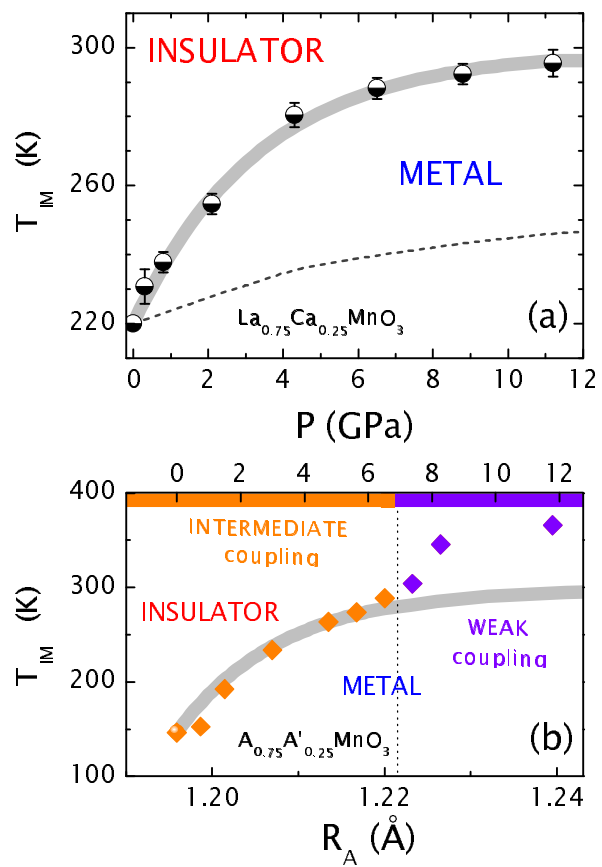 300
INSULATOR
T_IM (K)
260
METAL
220
La0.75Ca0.25MnO3
(a)
0 2 4 6 8 10 12
P (GPa)
0 2 4 6 8 10 12
400
INTERMEDIATE
coupling
300
INSULATOR
T_IM (K)
WEAK
coupling
200
METAL
A0.75A'0.25MnO3
(b)
100
1.20 1.22 1.24
R_A (Å)